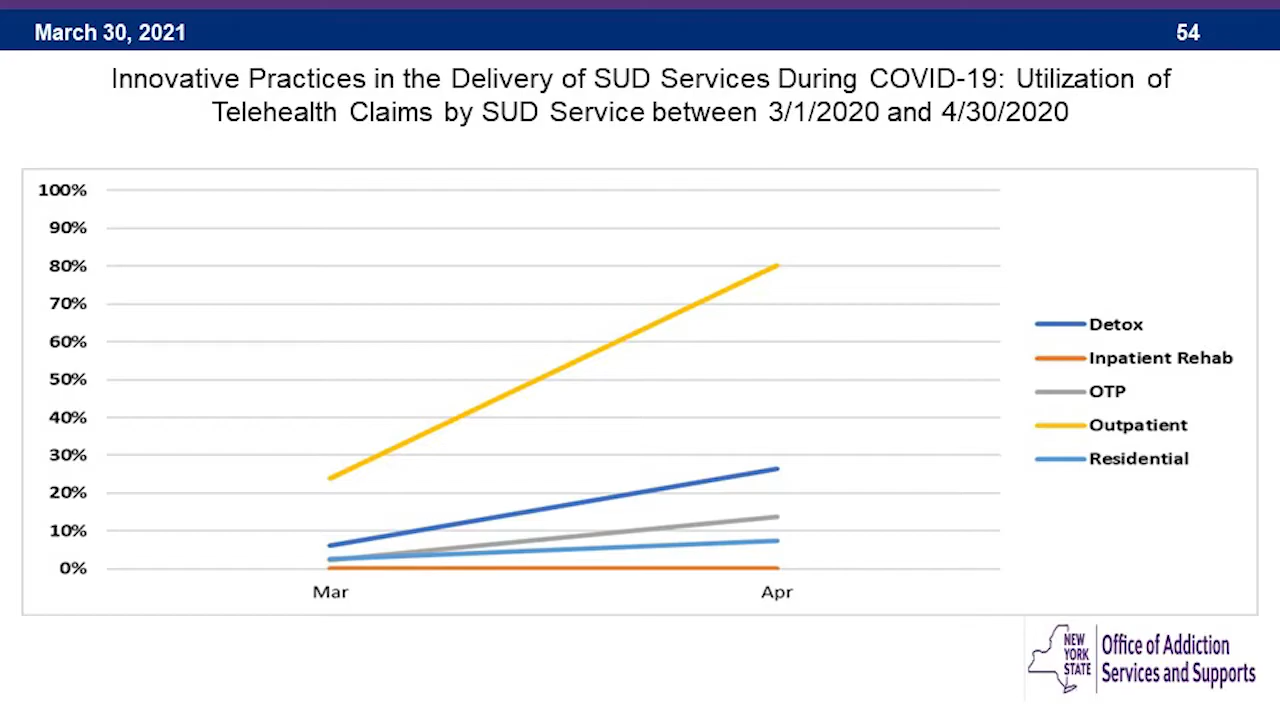 March 30, 2021
54
Innovative Practices in the Delivery of SUD Services During COVID-19: Utilization of
Telehealth Claims by SUD Service between 3/1/2020 and 4/30/2020
100%
90%
80%
70%
60%
50%
40%
30%
20%
10%
0%
Mar
Apr
Detox
Inpatient Rehab
OTP
Outpatient
Residential
NEW
YORK
STATE
Office of Addiction
Services and Supports